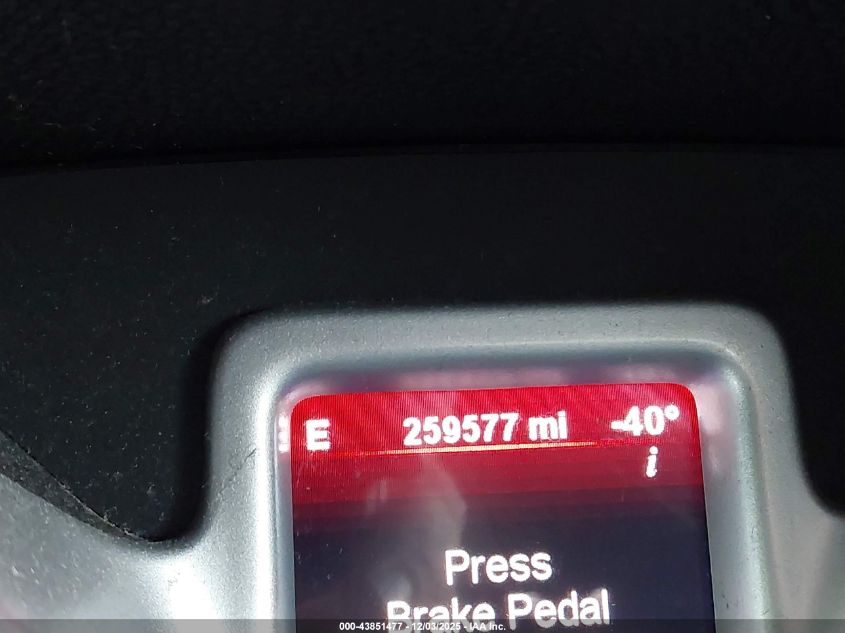 E 259577 mi -40°
i
Press
Brake Pedal
000-43851477 - 12/03/2025 - IAA Inc.